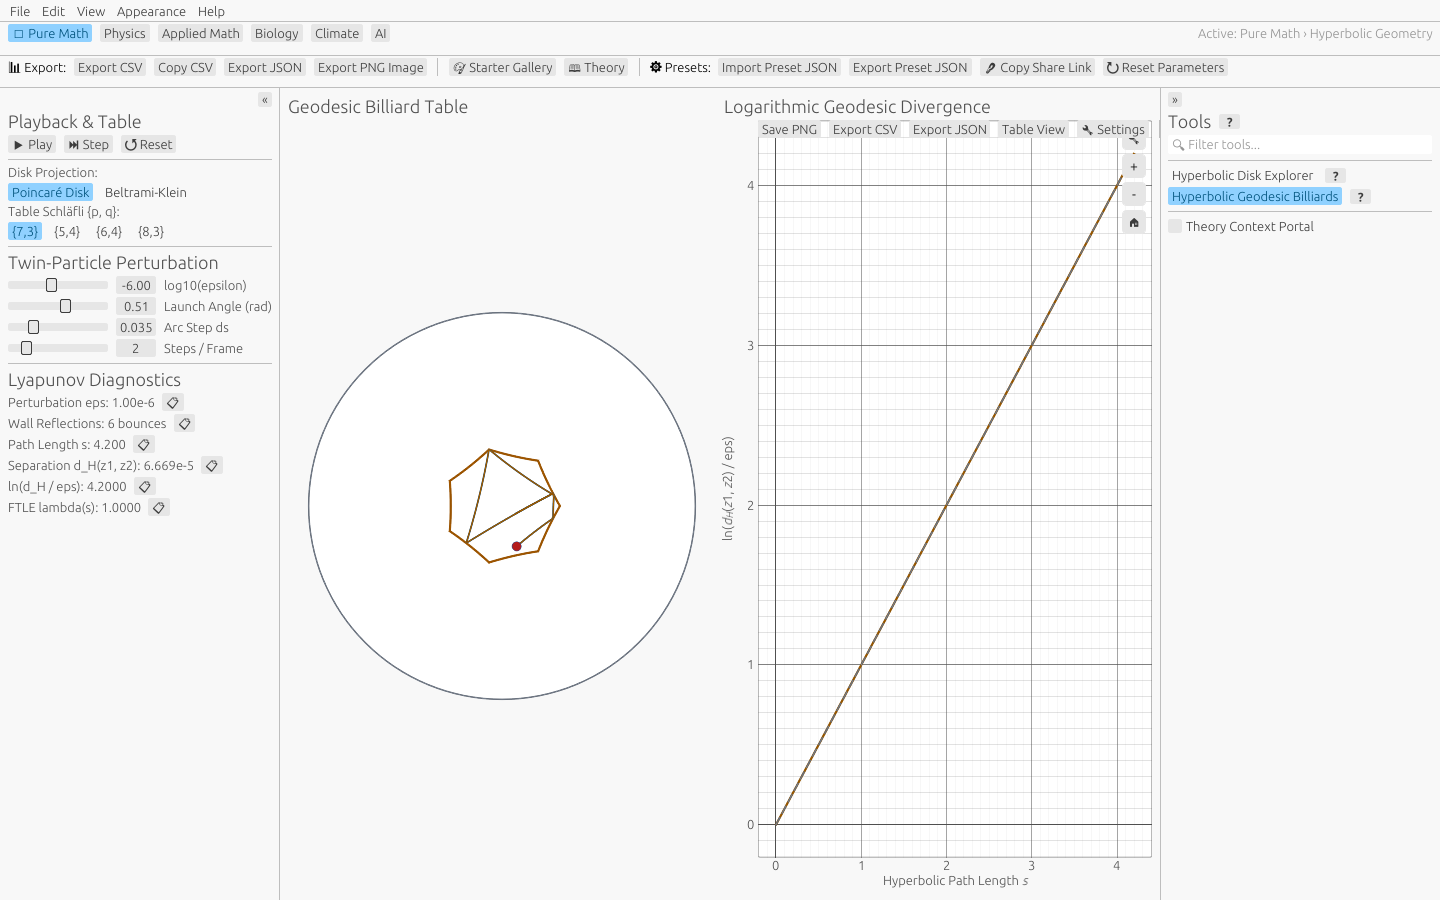 File Edit View Appearance Help
Pure Math Physics Applied Math Biology Climate AI Active: Pure Math › Hyperbolic Geometry
Export: Export CSV Copy CSV Export JSON Export PNG Image Starter Gallery Theory Presets: Import Preset JSON Export Preset JSON Copy Share Link Reset Parameters
«
Playback & Table
Play Step Reset
Disk Projection:
Poincaré Disk Beltrami-Klein
Table Schläfli {p, q}:
{7,3} {5,4} {6,4} {8,3}
Twin-Particle Perturbation
-6.00 log10(epsilon)
0.51 Launch Angle (rad)
0.035 Arc Step ds
2 Steps / Frame
Lyapunov Diagnostics
Perturbation eps: 1.00e-6
Wall Reflections: 6 bounces
Path Length s: 4.200
Separation d_H(z1, z2): 6.669e-5
ln(d_H / eps): 4.2000
FTLE lambda(s): 1.0000
Geodesic Billiard Table
Logarithmic Geodesic Divergence
Save PNG Export CSV Export JSON Table View Settings
+
-
4
3
2
1
0
ln(dH(z1, z2) / eps)
0 1 2 3 4
Hyperbolic Path Length s
»
Tools ?
Filter tools...
Hyperbolic Disk Explorer ?
Hyperbolic Geodesic Billiards ?
Theory Context Portal